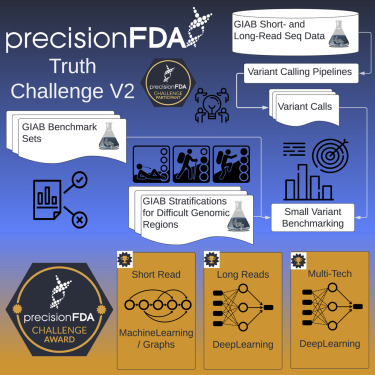 precisionFDA
Truth
Challenge V2
precisionFDA
CHALLENGE
PARTICIPANT
GIAB Short- and
Long-Read Seq Data
Variant Calling Pipelines
Variant Calls
GIAB Benchmark
Sets
GIAB Stratifications
for Difficult Genomic
Regions
Small Variant
Benchmarking
precisionFDA
CHALLENGE
AWARD
Short Read
MachineLearning
/ Graphs
Long Reads
DeepLearning
Multi-Tech
DeepLearning